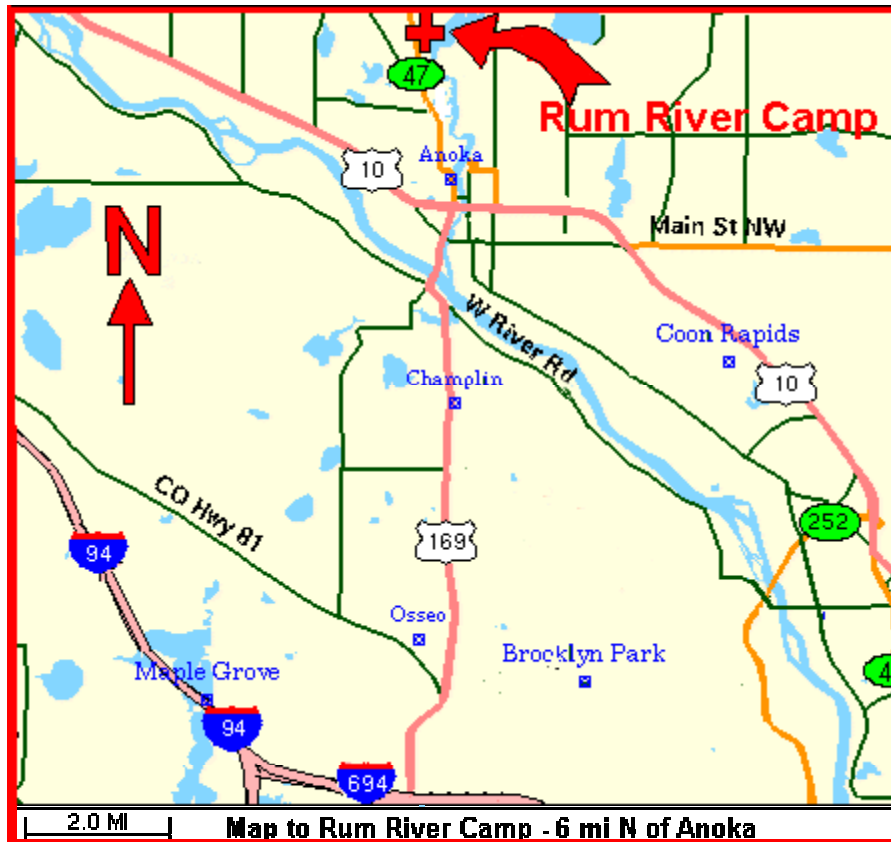 47
Rum River Camp
Anoka
10
Main St NW
N
W River Rd
Coon Rapids
Champlin
10
CO Hwy 81
252
94
169
Osseo
Brocklyn Park
Maple Grove
4
94
694
2.0 MI
Map to Rum River Camp - 6 mi N of Anoka